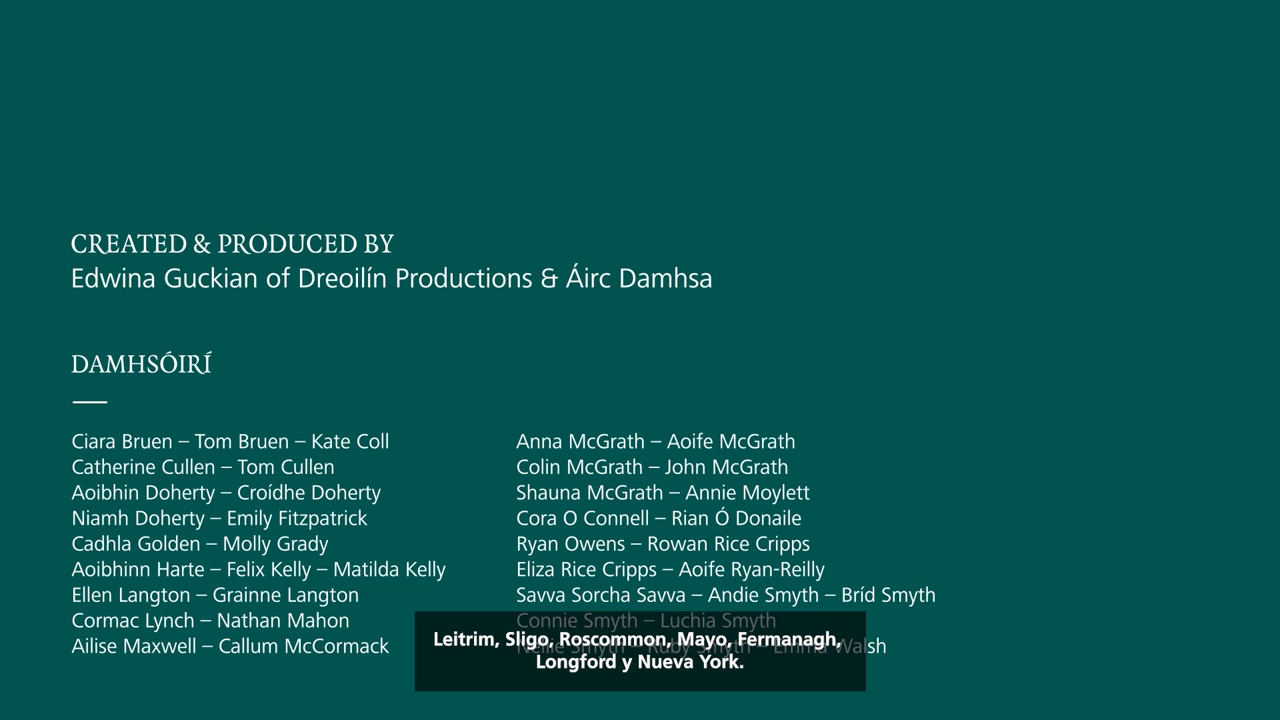 CREATED & PRODUCED BY
Edwina Guckian of Dreoilín Productions & Áirc Damhsa
DAMHSÓIRÍ
Ciara Bruen – Tom Bruen – Kate Coll
Catherine Cullen – Tom Cullen
Aoibhin Doherty – Croídhe Doherty
Niamh Doherty – Emily Fitzpatrick
Cadhla Golden – Molly Grady
Aoibhinn Harte – Felix Kelly – Matilda Kelly
Ellen Langton – Grainne Langton
Cormac Lynch – Nathan Mahon
Ailise Maxwell – Callum McCormack
Anna McGrath – Aoife McGrath
Colin McGrath – John McGrath
Shauna McGrath – Annie Moylett
Cora O Connell – Rian Ó Donaile
Ryan Owens – Rowan Rice Cripps
Eliza Rice Cripps – Aoife Ryan-Reilly
Savva Sorcha Savva – Andie Smyth – Bríd Smyth
Connie Smyth – Luchia Smyth
Smyth – Ruby Smyth – Emma Walsh
Leitrim, Sligo, Roscommon, Mayo, Fermanagh,
Longford y Nueva York.